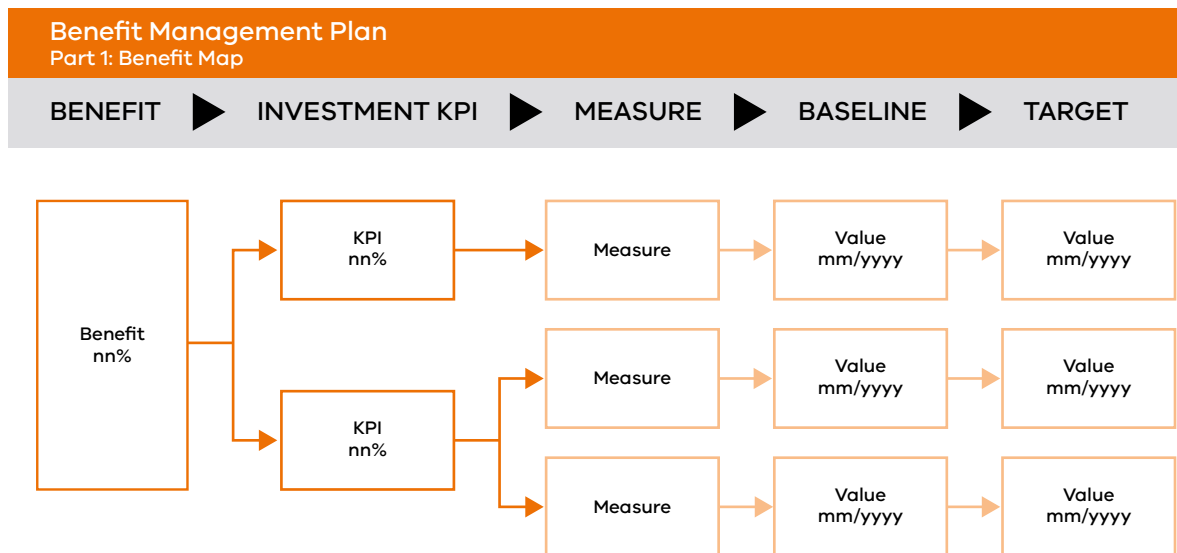 Benefit Management Plan
Part 1: Benefit Map
BENEFIT INVESTMENT KPI MEASURE BASELINE TARGET
KPI
nn%
Measure
Value
mm/yyyy
Value
mm/yyyy
Benefit
nn%
Measure
Value
mm/yyyy
Value
mm/yyyy
KPI
nn%
Measure
Value
mm/yyyy
Value
mm/yyyy